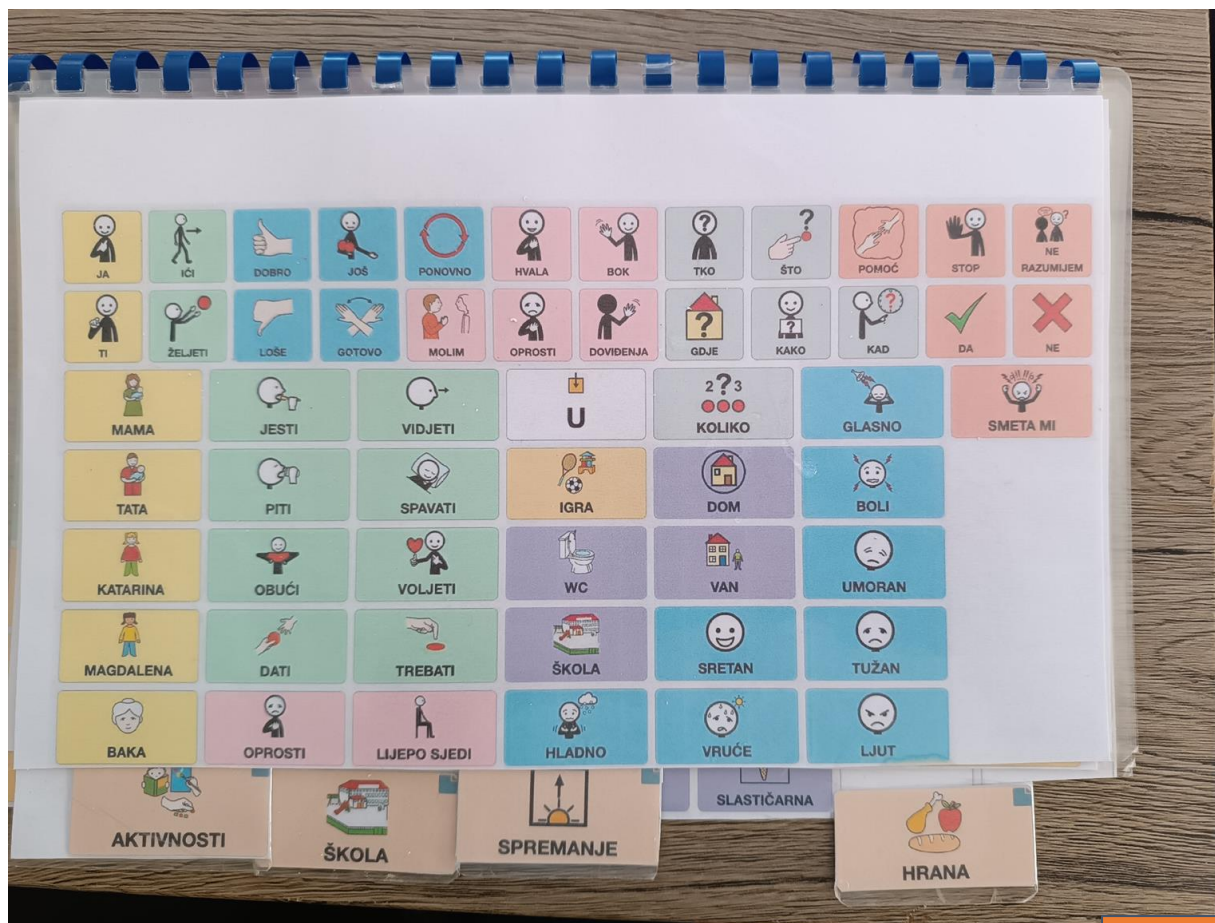 JA IĆI DOBRO JOŠ PONOVNO HVALA BOK TKO ŠTO POMOĆ STOP NE RAZUMIJEM
TI ŽELJETI LOŠE GOTOVO MOLIM OPROSTI DOVIĐENJA GDJE KAKO KAD DA NE
MAMA JESTI VIDJETI U 2 ? 3 KOLIKO GLASNO SMETA MI
TATA PITI SPAVATI IGRA DOM BOLI
KATARINA OBUĆI VOLJETI WC VAN UMORAN
MAGDALENA DATI TREBATI ŠKOLA SRETAN TUŽAN
BAKA OPROSTI LIJEPO SJEDI HLADNO VRUĆE LJUT
AKTIVNOSTI ŠKOLA SPREMANJE SLASTIČARNA HRANA